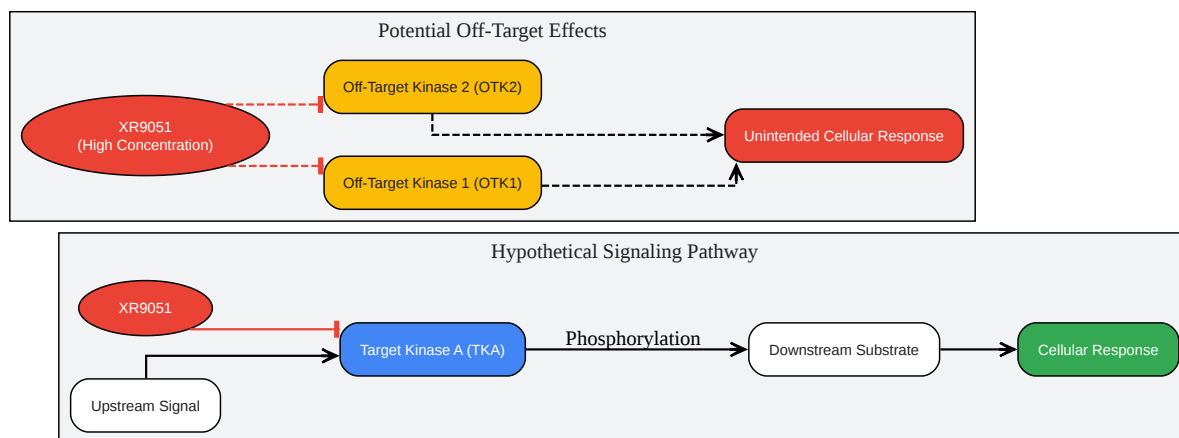 Potential Off-Target Effects
Off-Target Kinase 2 (OTK2)
XR9051
(High Concentration)
Unintended Cellular Response
Off-Target Kinase 1 (OTK1)
Hypothetical Signaling Pathway
XR9051
Phosphorylation
Target Kinase A (TKA)
Downstream Substrate
Cellular Response
Upstream Signal